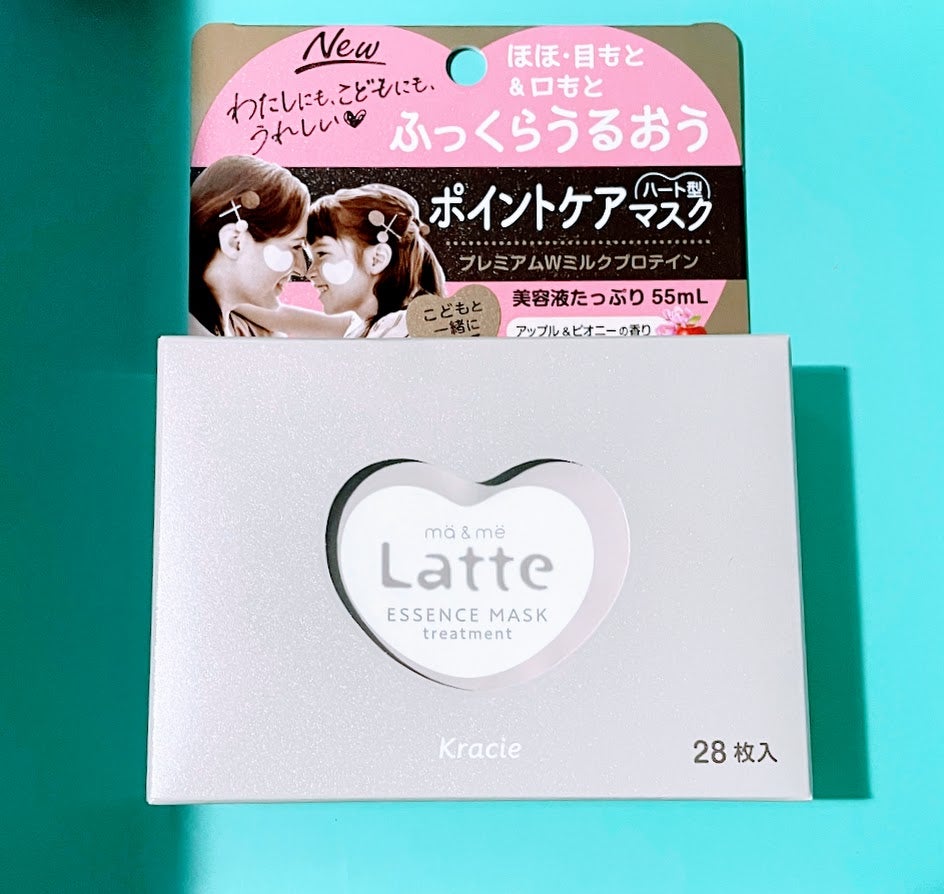 New
わたしにも、こどもにも、
うれしい
ほほ・目もと
&口もと
ふっくらうるおう
ハート型
ポイントケアマスク
プレミアムWミルクプロテイン
美容液たっぷり 55mL
アップル&ピオニーの香り
こどもと
一緒に
mä & më
Latte
ESSENCE MASK
treatment
Kracie
28 枚入